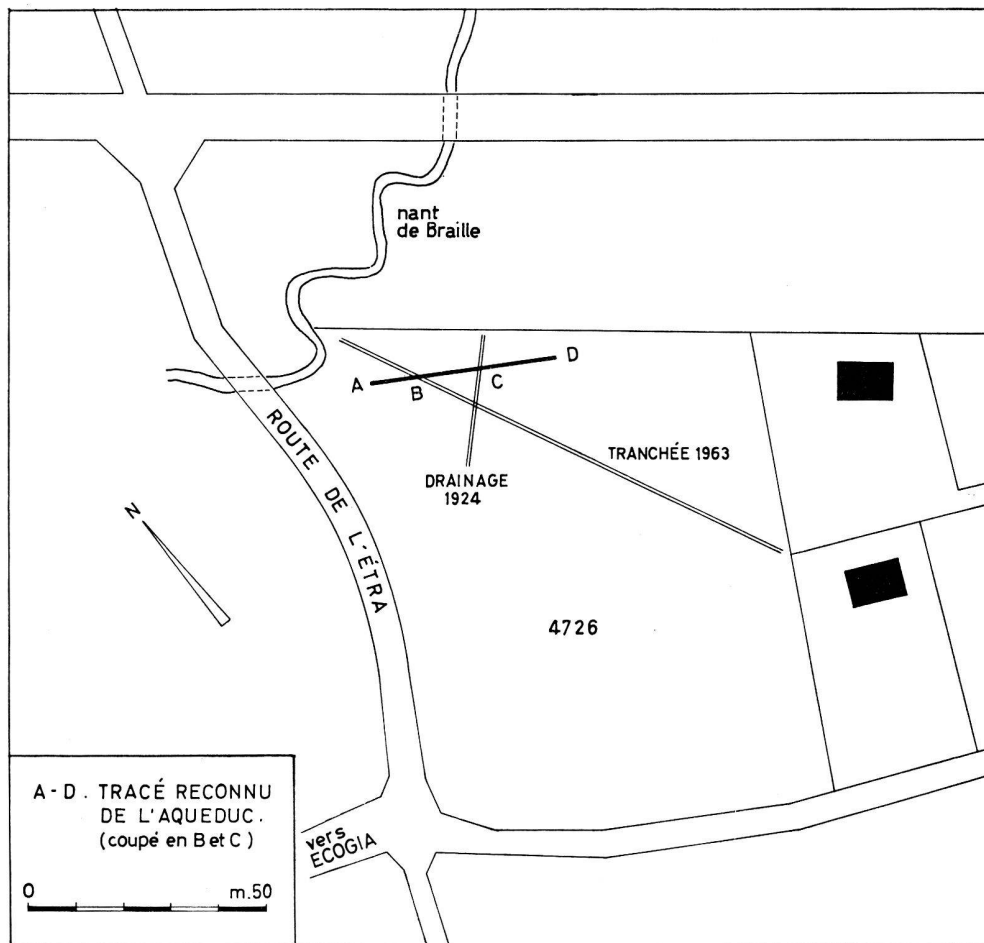 nant
de Braille
A
B
C
D
ROUTE DE L'ÉTRA
TRANCHÉE 1963
DRAINAGE
1924
N
4726
A - D . TRACÉ RECONNU
DE L'AQUEDUC.
(coupé en B et C )
vers
ECOGIA
0 m.50